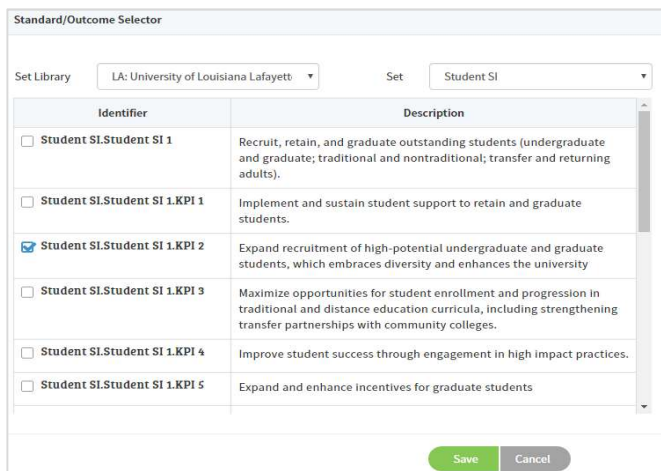 Standard/Outcome Selector
Set Library LA: University of Louisiana Lafayett Set Student SI
Identifier Description
Student SI.Student SI 1 Recruit, retain, and graduate outstanding students (undergraduate
and graduate; traditional and nontraditional; transfer and returning
adults).
Student SI.Student SI 1.KPI 1 Implement and sustain student support to retain and graduate
students.
Student SI.Student SI 1.KPI 2 Expand recruitment of high-potential undergraduate and graduate
students, which embraces diversity and enhances the university
Student SI.Student SI 1.KPI 3 Maximize opportunities for student enrollment and progression in
traditional and distance education curricula, including strengthening
transfer partnerships with community colleges.
Student SI.Student SI 1.KPI 4 Improve student success through engagement in high impact practices.
Student SI.Student SI 1.KPI 5 Expand and enhance incentives for graduate students
Save Cancel